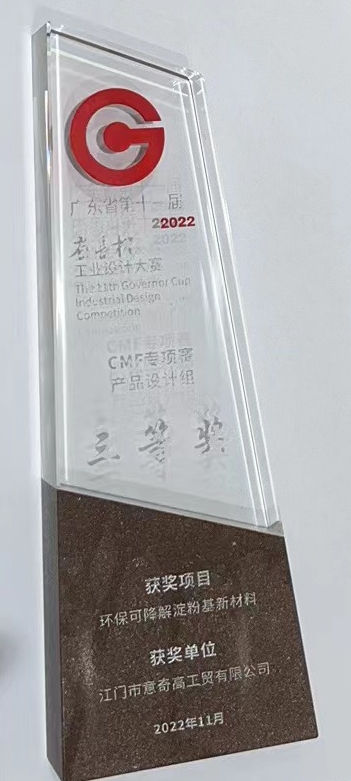 广东省第十一届
2022
省长杯
工业设计大赛
The 11th Governor Cup
Industrial Design
Competition
CMF专项赛
产品设计组
三等奖
获奖项目
环保可降解淀粉基新材料
获奖单位
江门市意奇高工贸有限公司
2022年11月